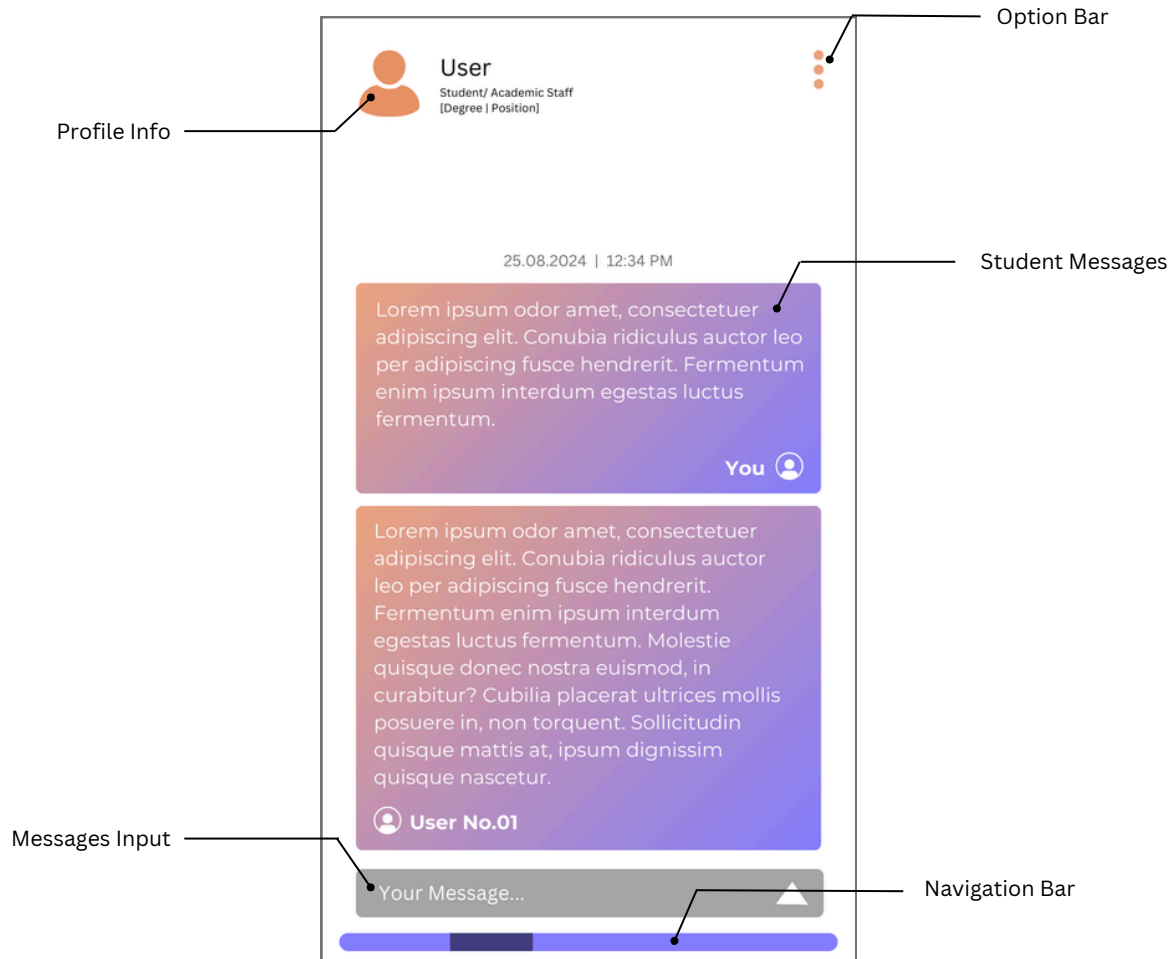 Option Bar
User
Student/ Academic Staff
[Degree | Position]
Profile Info
25.08.2024 | 12:34 PM
Student Messages
Lorem ipsum odor amet, consectetuer
adipiscing elit. Conubia ridiculus auctor leo
per adipiscing fusce hendrerit. Fermentum
enim ipsum interdum egestas luctus
fermentum.
You
Lorem ipsum odor amet, consectetuer
adipiscing elit. Conubia ridiculus auctor
leo per adipiscing fusce hendrerit.
Fermentum enim ipsum interdum
egestas luctus fermentum. Molestie
quisque donec nostra euismod, in
curabitur? Cubilia placerat ultrices mollis
posuere in, non torquent. Sollicitudin
quisque mattis at, ipsum dignissim
quisque nascetur.
User No.01
Messages Input
Your Message...
Navigation Bar